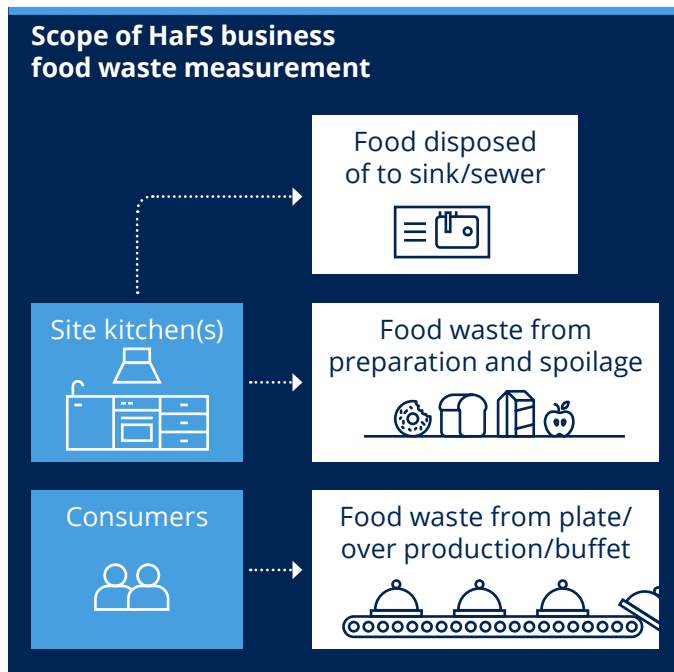 Scope of HaFS business
food waste measurement
Food disposed
of to sink/sewer
Site kitchen(s)
Food waste from
preparation and spoilage
Consumers
Food waste from plate/
over production/buffet